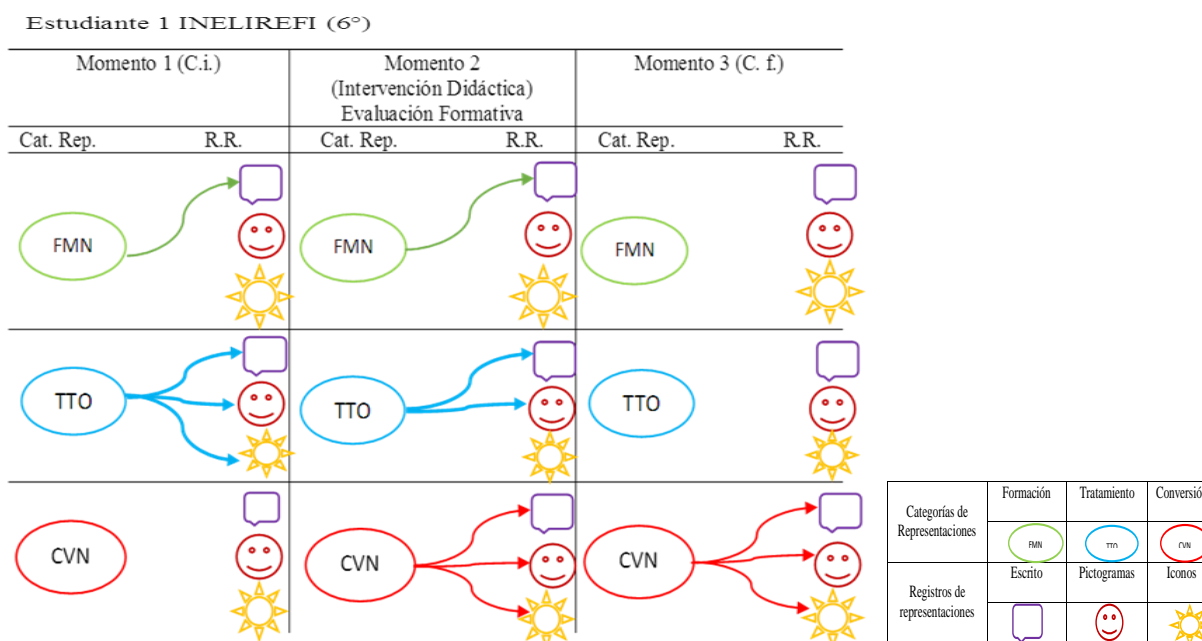 Estudiante 1 INELIREFI (6°)
Momento 1 (C.i.)
Momento 2
(Intervención Didáctica)
Evaluación Formativa
Momento 3 (C. f.)
Cat. Rep. R.R. Cat. Rep. R.R. Cat. Rep. R.R.
FMN FMN FMN
TTO TTO TTO
CVN CVN CVN
Categorías de
Representaciones
Formación Tratamiento Conversió
FMN TTO CVN
Registros de
representaciones
Escrito Pictogramas Iconos